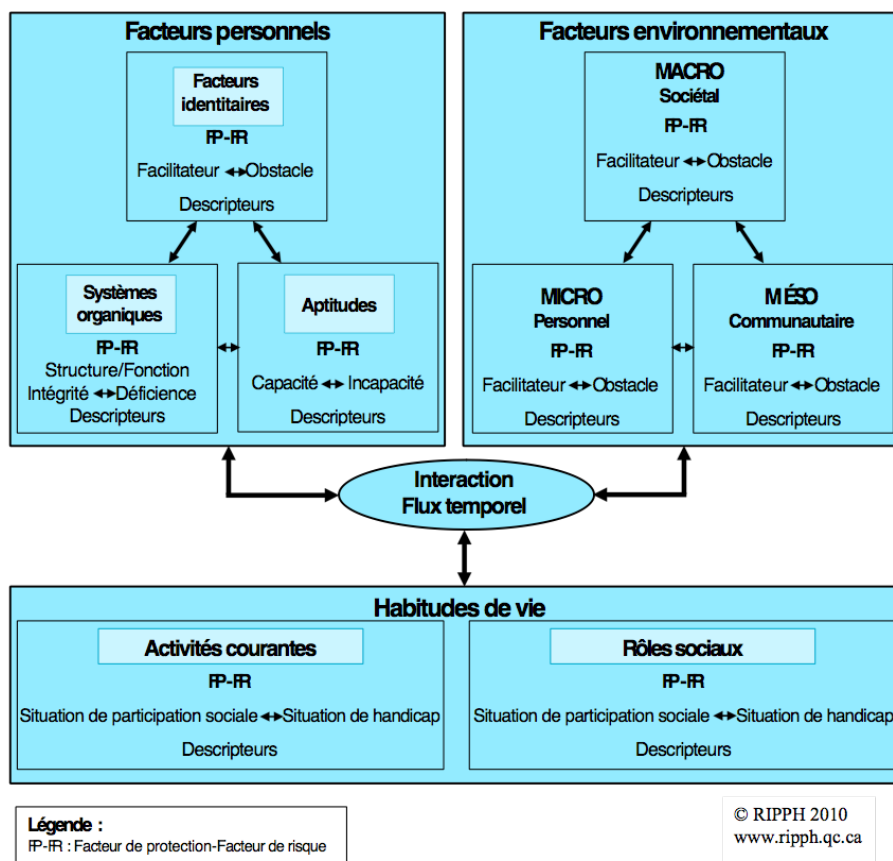 Facteurs personnels
Facteurs
identitaires
FP-FR
Facilitateur ↔ Obstacle
Descripteurs
Systèmes
organiques
FP-FR
Structure/Fonction
Intégrité ↔ Déficience
Descripteurs
Aptitudes
FP-FR
Capacité ↔ Incapacité
Descripteurs
Facteurs environnementaux
MACRO
Sociétal
FP-FR
Facilitateur ↔ Obstacle
Descripteurs
MICRO
Personnel
FP-FR
Facilitateur ↔ Obstacle
Descripteurs
MÉSO
Communautaire
FP-FR
Facilitateur ↔ Obstacle
Descripteurs
Interaction
Flux temporel
Habitudes de vie
Activités courantes
FP-FR
Situation de participation sociale ↔ Situation de handicap
Descripteurs
Rôles sociaux
FP-FR
Situation de participation sociale ↔ Situation de handicap
Descripteurs
Légende :
FP-FR : Facteur de protection-Facteur de risque
© RIPPH 2010
www.ripph.qc.ca